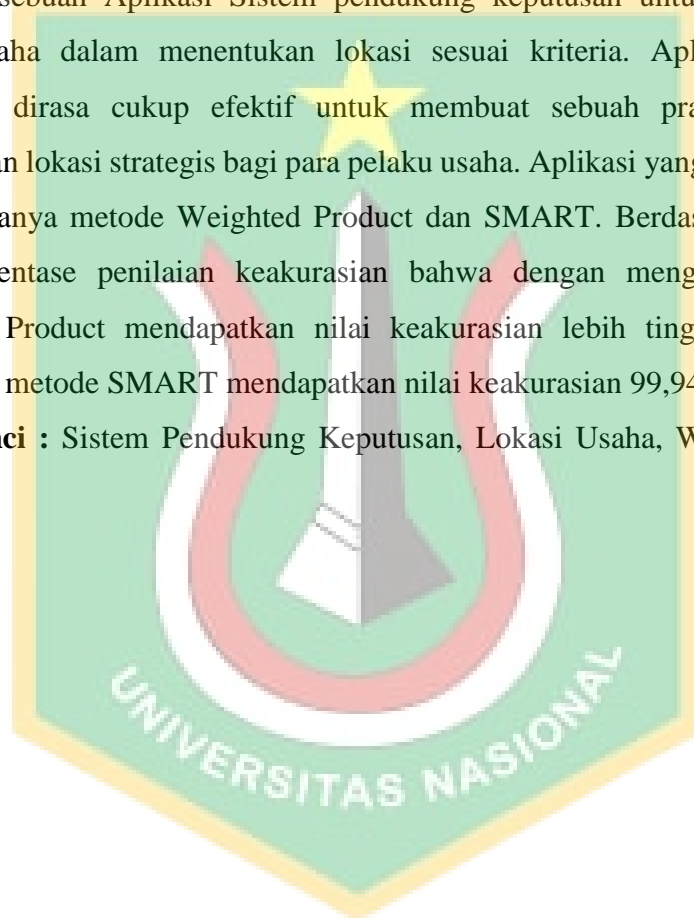 sebuah Aplikasi Sistem pendukung keputusan untu
aha dalam menentukan lokasi sesuai kriteria. Apl
dirasa cukup efektif untuk membuat sebuah pra
an lokasi strategis bagi para pelaku usaha. Aplikasi yang
anya metode Weighted Product dan SMART. Berdas
entase penilaian keakurasian bahwa dengan meng
Product mendapatkan nilai keakurasian lebih ting
metode SMART mendapatkan nilai keakurasian 99,94
ci : Sistem Pendukung Keputusan, Lokasi Usaha, W
UNIVERSITAS NASIONAL